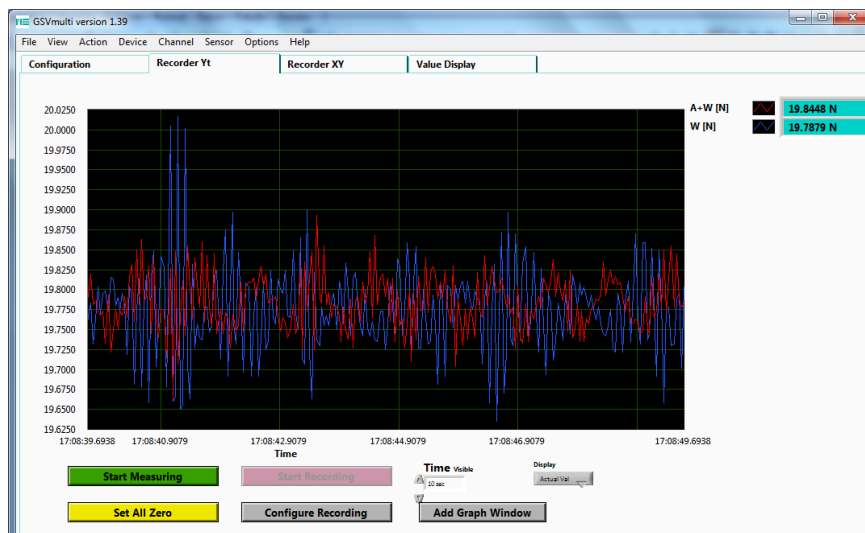 ME GSVmulti version 1.39
File View Action Device Channel Sensor Options Help
Configuration Recorder Yt Recorder XY Value Display
A+W [N] 19.8448 N
W [N] 19.7879 N
20.0250
20.0000
19.9750
19.9500
19.9250
19.9000
19.8750
19.8500
19.8250
19.8000
19.7750
19.7500
19.7250
19.7000
19.6750
19.6500
19.6250
17:08:39.6938 17:08:40.9079 17:08:42.9079 17:08:44.9079 17:08:46.9079 17:08:49.6938
Time
Start Measuring Start Recording Time Visible Display
10 sec Actual Val
Set All Zero Configure Recording Add Graph Window